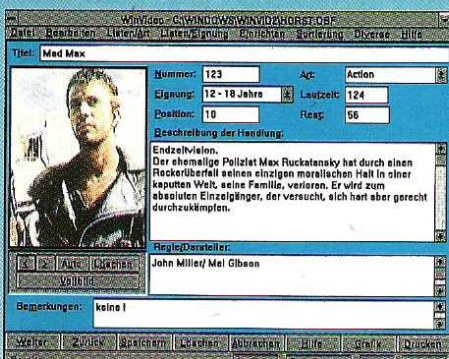 WinVideo - C:\WINDOWS\WINVID2\HORST.DBF
Datei Bearbeiten Listen/Art Listen/Eignung Einrichten Sortierung Diverse Hilfe
Titel: Mad Max
Nummer: 123 Art: Action
Eignung: 12 - 18 Jahre Laufzeit: 124
Position: 10 Rest: 56
Beschreibung der Handlung:
Endzeitvision.
Der ehemalige Polizist Max Ruckatansky hat durch einen
Rockerüberfall seinen einzigen moralischen Halt in einer
kaputten Welt, seine Familie, verloren. Er wird zum
absoluten Einzelgänger, der versucht, sich hart aber gerecht
durchzukämpfen.
Regie/Darsteller:
John Miller/ Mel Gibson
< > Auto Löschen
Vollbild
Bemerkungen: keine !
Weiter Zurück Speichern Löschen Abbrechen Hilfe Grafik Drucken